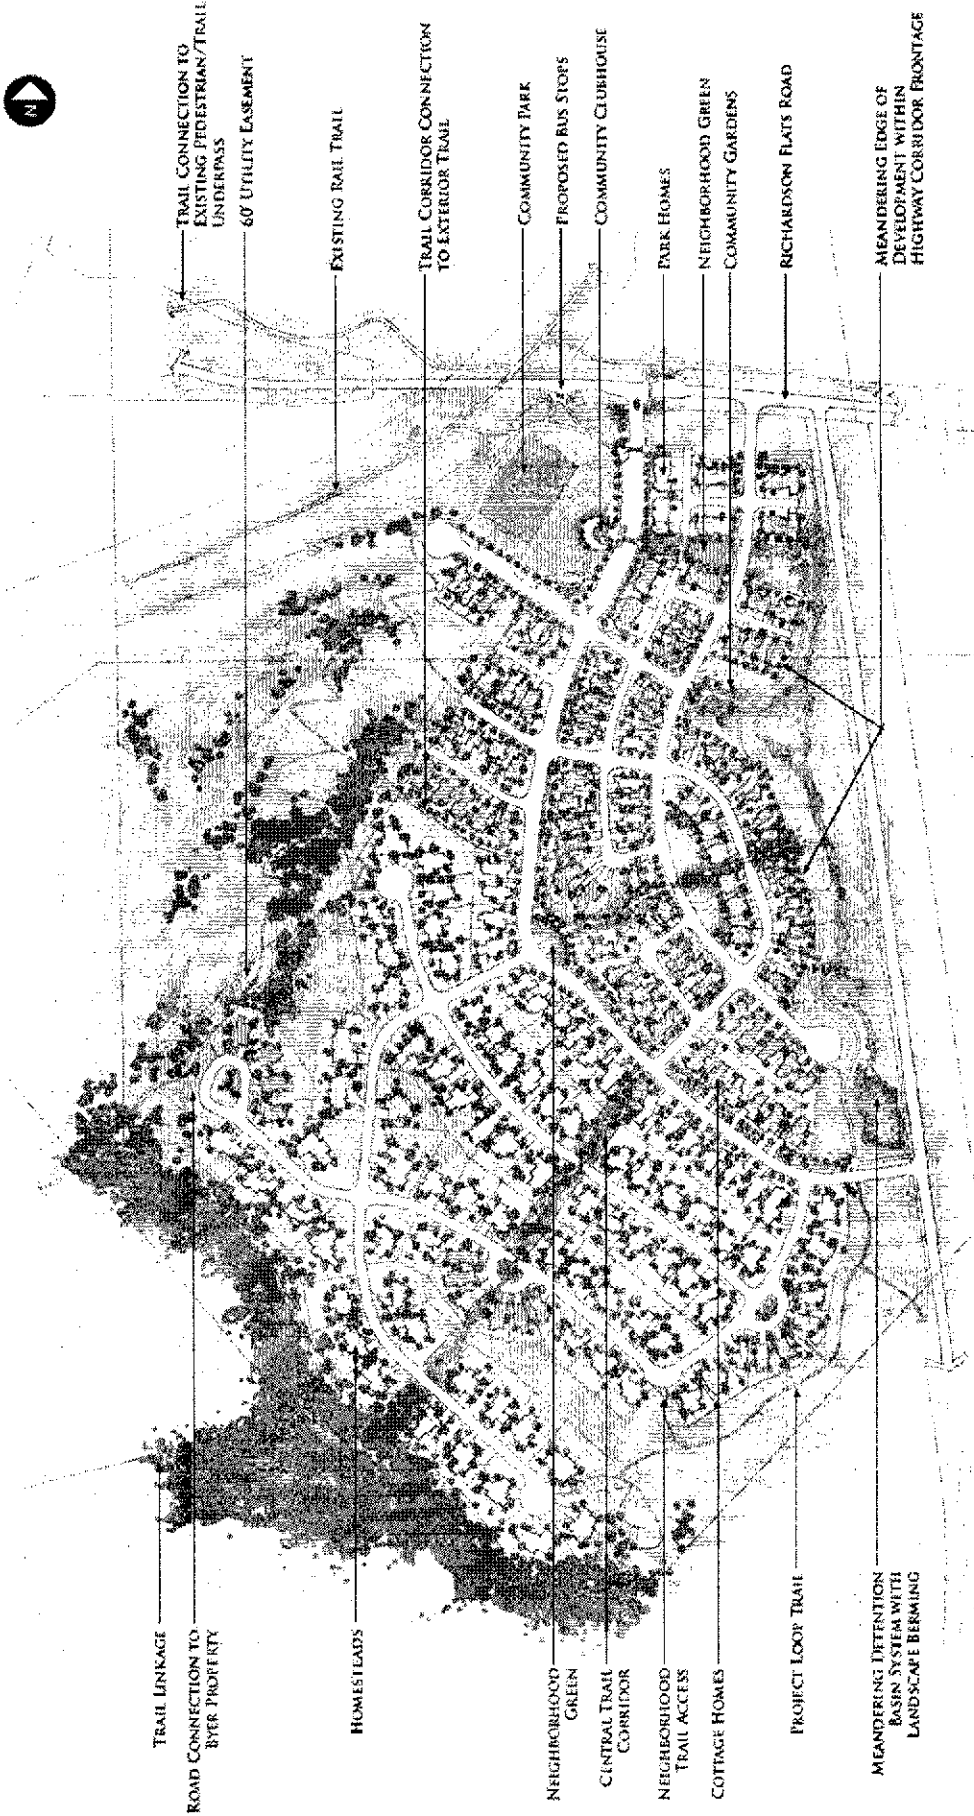 N
TRAIL CONNECTION TO
EXISTING PEDESTRIAN/TRAIL
UNDERPASS
60' UTILITY EASEMENT
EXISTING RAIL TRAIL
TRAIL CORRIDOR CONNECTION
TO EXTERIOR TRAIL
COMMUNITY PARK
PROPOSED BUS STOPS
COMMUNITY CLUBHOUSE
PARK HOMES
NEIGHBORHOOD GREEN
COMMUNITY GARDENS
RICHARDSON FLATS ROAD
MEANDERING EDGE OF
DEVELOPMENT WITHIN
HIGHWAY CORRIDOR FRONTAGE
TRAIL LINKAGE
ROAD CONNECTION TO
BYER PROPERTY
HOMESTEADS
NEIGHBORHOOD
GREEN
CENTRAL TRAIL
CORRIDOR
NEIGHBORHOOD
TRAIL ACCESS
COTTAGE HOMES
PROJECT LOOP TRAIL
MEANDERING DETENTION
BASIN SYSTEM WITH
LANDSCAPE BERMING